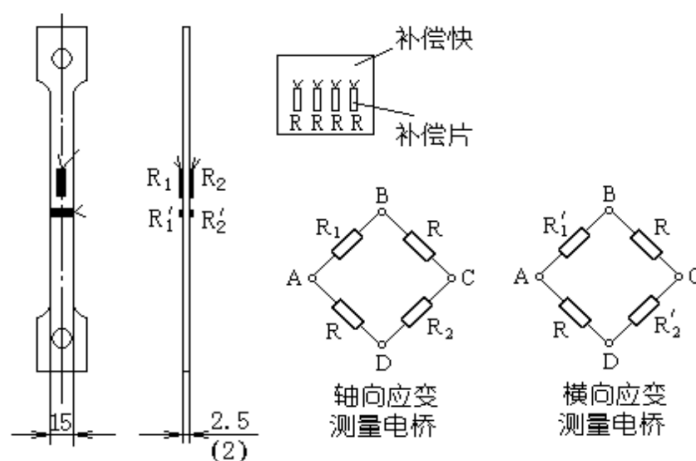 补偿快
R R R R
补偿片
R₁ R₂
R₁′ R₂′
B
R₁ R
A C
R R₂
D
轴向应变
测量电桥
B
R₁′ R
A C
R R₂′
D
横向应变
测量电桥
15
2.5
(2)